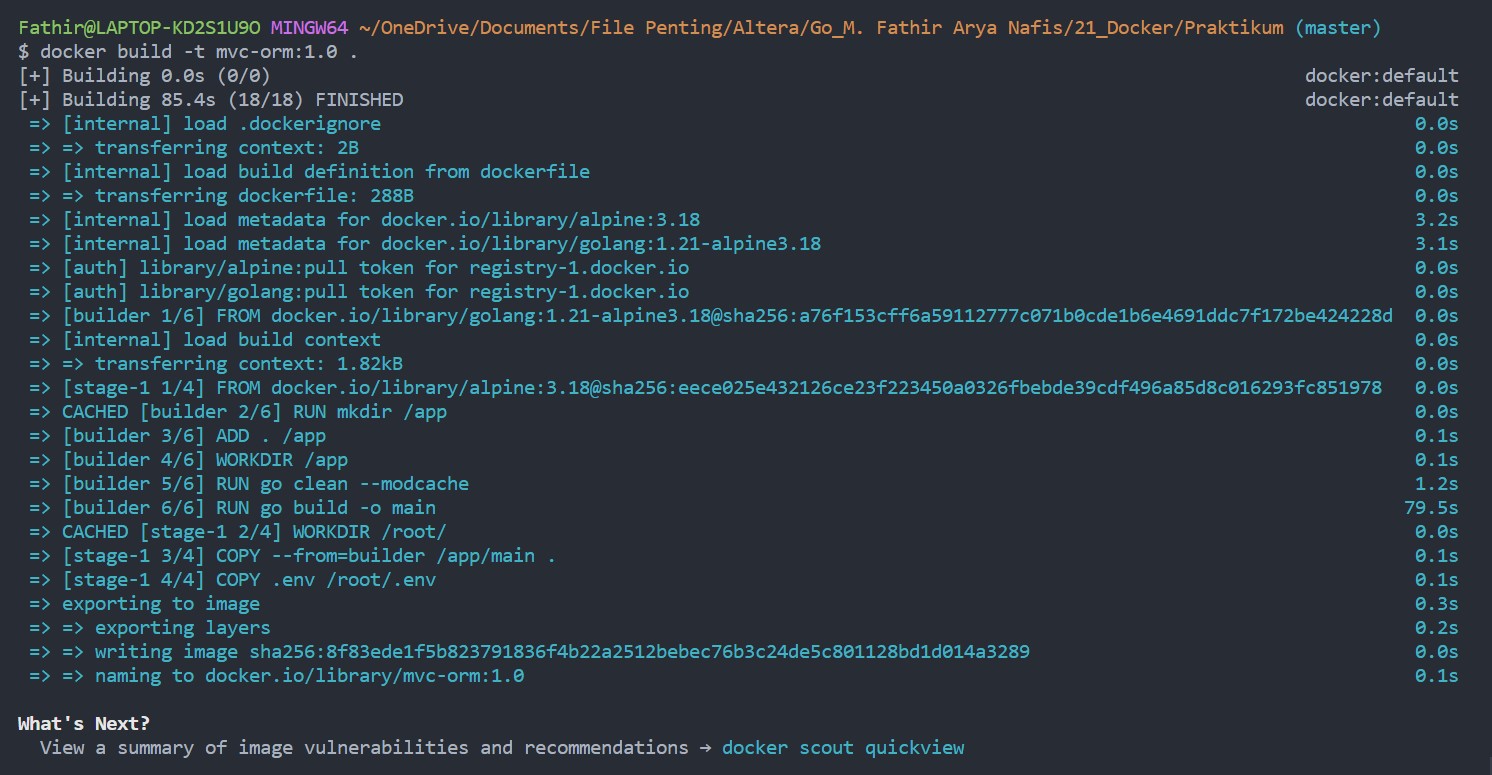 Fathir@LAPTOP-KD2S1U9O MINGW64 ~/OneDrive/Documents/File Penting/Altera/Go_M. Fathir Arya Nafis/21_Docker/Praktikum (master)
$ docker build -t mvc-orm:1.0 .
[+] Building 0.0s (0/0) docker:default
[+] Building 85.4s (18/18) FINISHED docker:default
=> [internal] load .dockerignore 0.0s
=> => transferring context: 2B 0.0s
=> [internal] load build definition from dockerfile 0.0s
=> => transferring dockerfile: 288B 0.0s
=> [internal] load metadata for docker.io/library/alpine:3.18 3.2s
=> [internal] load metadata for docker.io/library/golang:1.21-alpine3.18 3.1s
=> [auth] library/alpine:pull token for registry-1.docker.io 0.0s
=> [auth] library/golang:pull token for registry-1.docker.io 0.0s
=> [builder 1/6] FROM docker.io/library/golang:1.21-alpine3.18@sha256:a76f153cff6a59112777c071b0cde1b6e4691ddc7f172be424228d 0.0s
=> [internal] load build context 0.0s
=> => transferring context: 1.82kB 0.0s
=> [stage-1 1/4] FROM docker.io/library/alpine:3.18@sha256:eece025e432126ce23f223450a0326fbebde39cdf496a85d8c016293fc851978 0.0s
=> CACHED [builder 2/6] RUN mkdir /app 0.0s
=> [builder 3/6] ADD . /app 0.1s
=> [builder 4/6] WORKDIR /app 0.1s
=> [builder 5/6] RUN go clean --modcache 1.2s
=> [builder 6/6] RUN go build -o main 79.5s
=> CACHED [stage-1 2/4] WORKDIR /root/ 0.0s
=> [stage-1 3/4] COPY --from=builder /app/main . 0.1s
=> [stage-1 4/4] COPY .env /root/.env 0.1s
=> exporting to image 0.3s
=> => exporting layers 0.2s
=> => writing image sha256:8f83ede1f5b823791836f4b22a2512bebec76b3c24de5c801128bd1d014a3289 0.0s
=> => naming to docker.io/library/mvc-orm:1.0 0.1s
What's Next?
View a summary of image vulnerabilities and recommendations → docker scout quickview